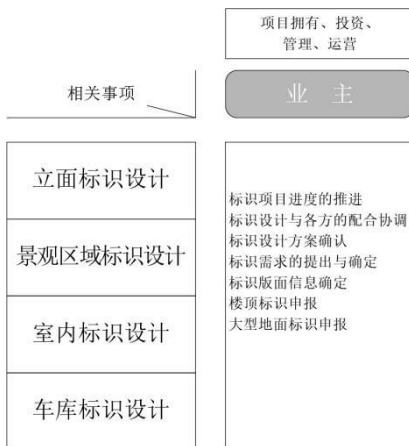 项目拥有、投资、
管理、运营
相关事项
业主
立面标识设计
景观区域标识设计
室内标识设计
车库标识设计
标识项目进度的推进
标识设计与各方的配合协调
标识设计方案确认
标识需求的提出与确定
标识版面信息确定
楼顶标识申报
大型地面标识申报